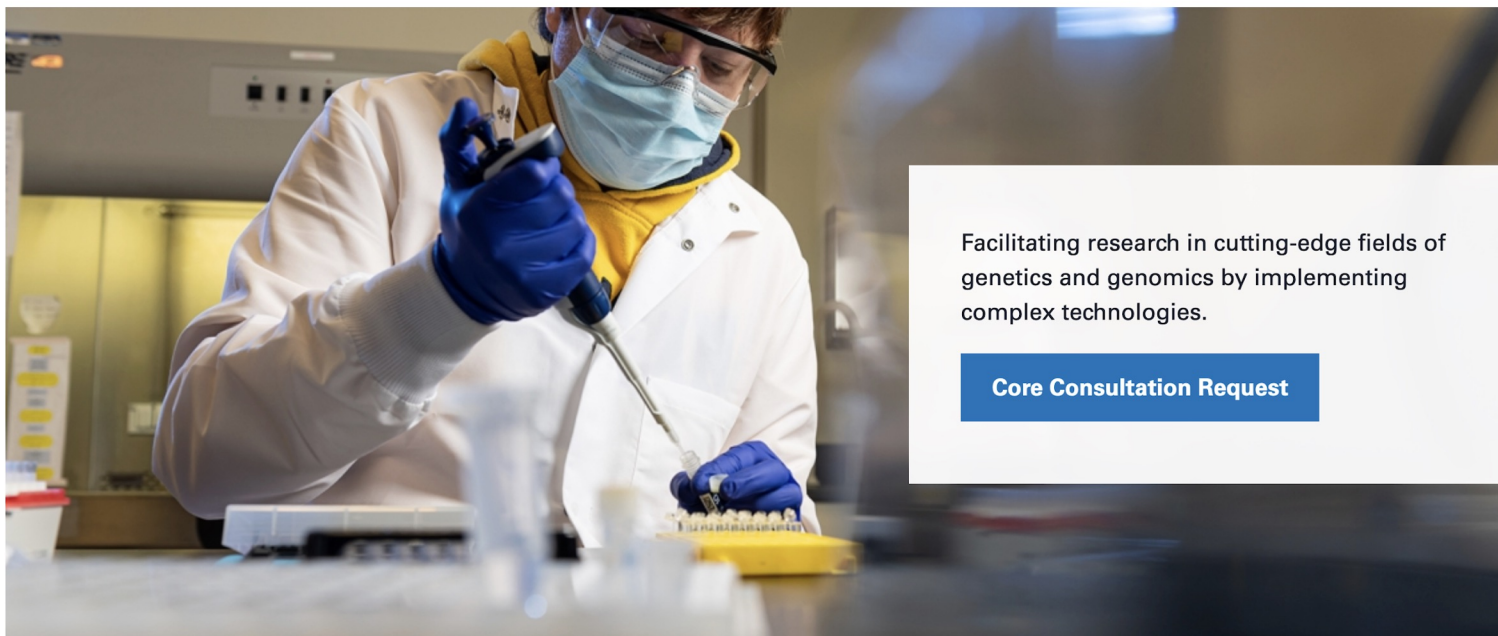 Facilitating research in cutting-edge fields of
genetics and genomics by implementing
complex technologies.
Core Consultation Request